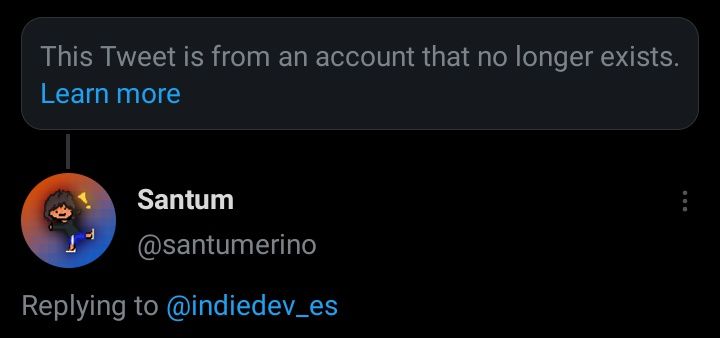 This Tweet is from an account that no longer exists.
Learn more
Santum
@santumerino
Replying to @indiedev_es